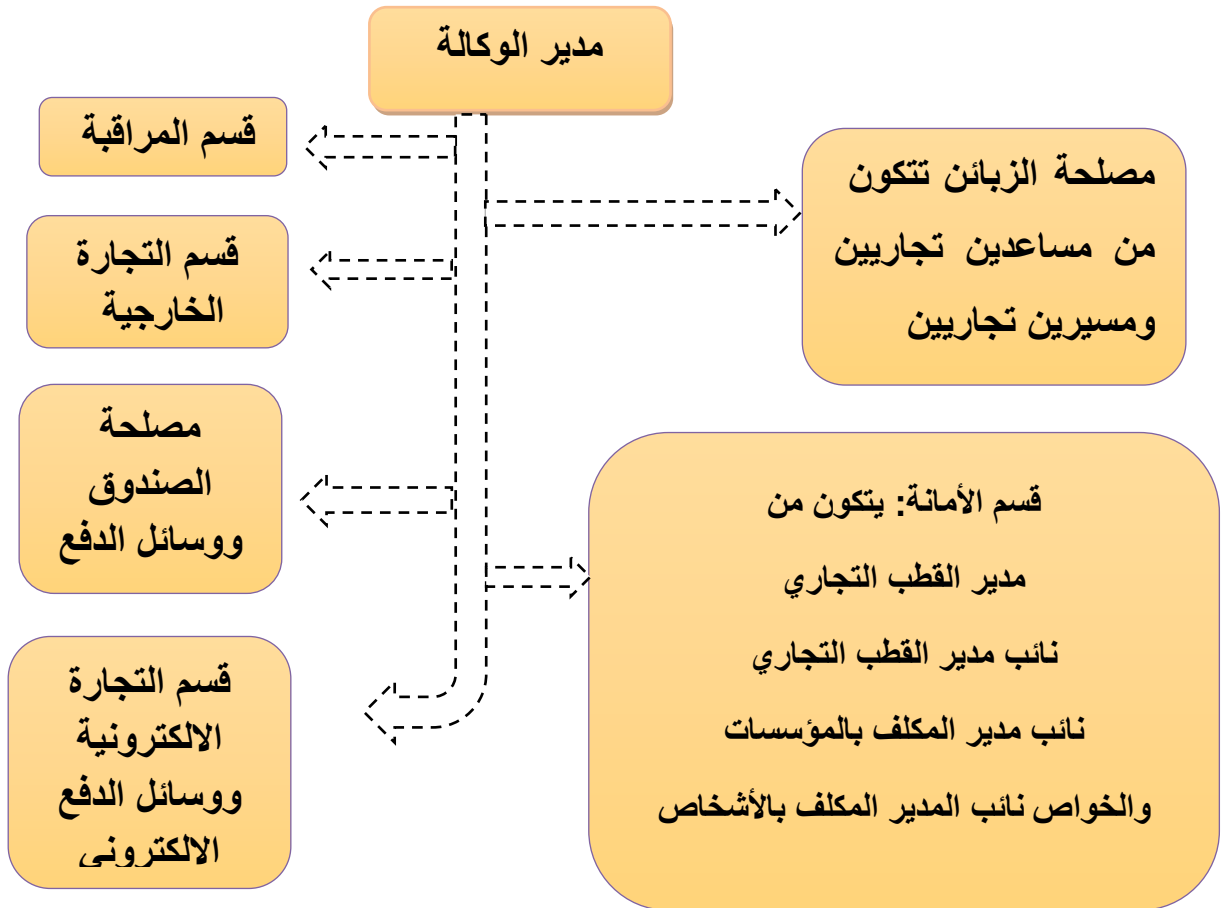 مدير الوكالة
مصلحة الزبائن تتكون
من مساعدين تجاريين
ومسيرين تجاريين
قسم الأمانة: يتكون من
مدير القطب التجاري
نائب مدير القطب التجاري
نائب مدير المكلف بالمؤسسات
والخواص نائب المدير المكلف بالأشخاص
قسم المراقبة
قسم التجارة
الخارجية
مصلحة
الصندوق
ووسائل الدفع
قسم التجارة
الالكترونية
ووسائل الدفع
الالكتروني